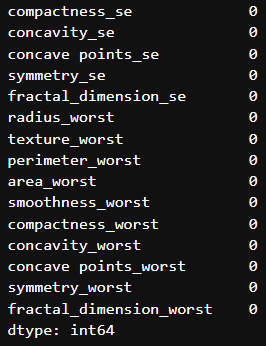 compactness_se 0
concavity_se 0
concave points_se 0
symmetry_se 0
fractal_dimension_se 0
radius_worst 0
texture_worst 0
perimeter_worst 0
area_worst 0
smoothness_worst 0
compactness_worst 0
concavity_worst 0
concave points_worst 0
symmetry_worst 0
fractal_dimension_worst 0
dtype: int64